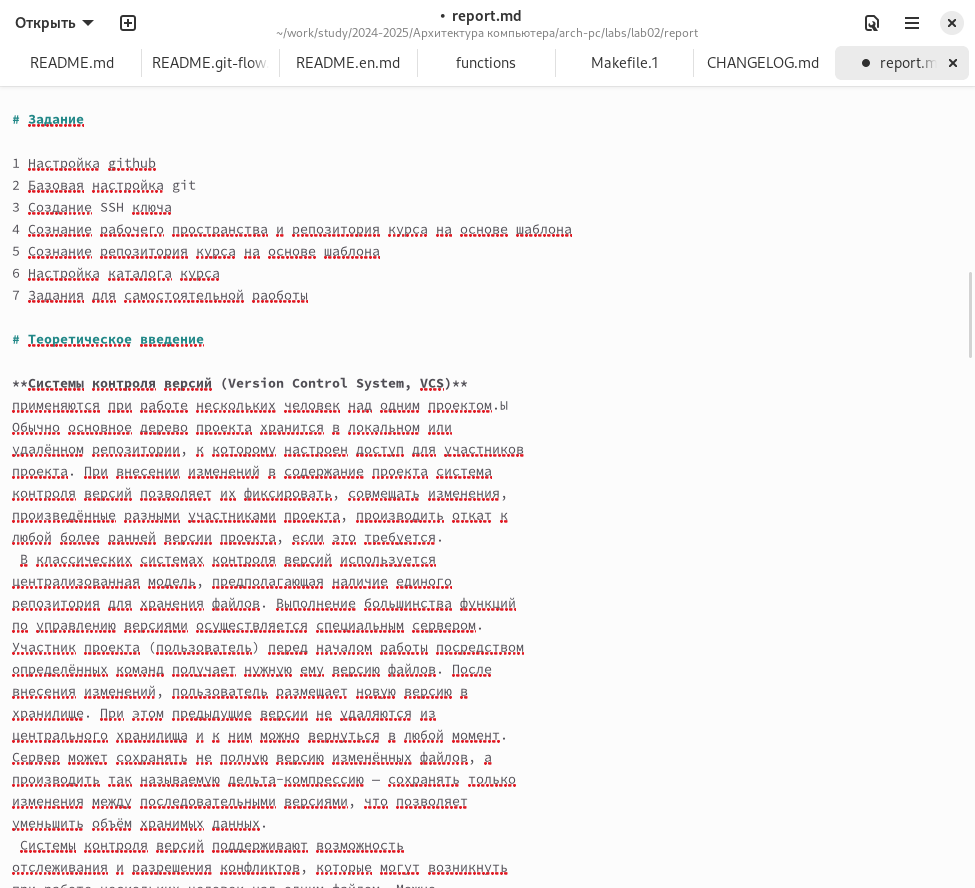 Открыть
• report.md
~/work/study/2024-2025/Архитектура компьютера/arch-pc/labs/lab02/report
README.md README.git-flow README.en.md functions Makefile.1 CHANGELOG.md report.m
# Задание
1 Настройка github
2 Базовая настройка git
3 Создание SSH ключа
4 Сознание рабочего пространства и репозитория курса на основе шаблона
5 Сознание репозитория курса на основе шаблона
6 Настройка каталога курса
7 Задания для самостоятельной раоботы
# Теоретическое введение
**Системы контроля версий (Version Control System, VCS)**
применяются при работе нескольких человек над одним проектом.Ы
Обычно основное дерево проекта хранится в локальном или
удалённом репозитории, к которому настроен доступ для участников
проекта. При внесении изменений в содержание проекта система
контроля версий позволяет их фиксировать, совмещать изменения,
произведённые разными участниками проекта, производить откат к
любой более ранней версии проекта, если это требуется.
В классических системах контроля версий используется
централизованная модель, предполагающая наличие единого
репозитория для хранения файлов. Выполнение большинства функций
по управлению версиями осуществляется специальным сервером.
Участник проекта (пользователь) перед началом работы посредством
определённых команд получает нужную ему версию файлов. После
внесения изменений, пользователь размещает новую версию в
хранилище. При этом предыдущие версии не удаляются из
центрального хранилища и к ним можно вернуться в любой момент.
Сервер может сохранять не полную версию изменённых файлов, а
производить так называемую дельта-компрессию — сохранять только
изменения между последовательными версиями, что позволяет
уменьшить объём хранимых данных.
Системы контроля версий поддерживают возможность
отслеживания и разрешения конфликтов, которые могут возникнуть
при работе нескольких человек над одним файлом. Можно